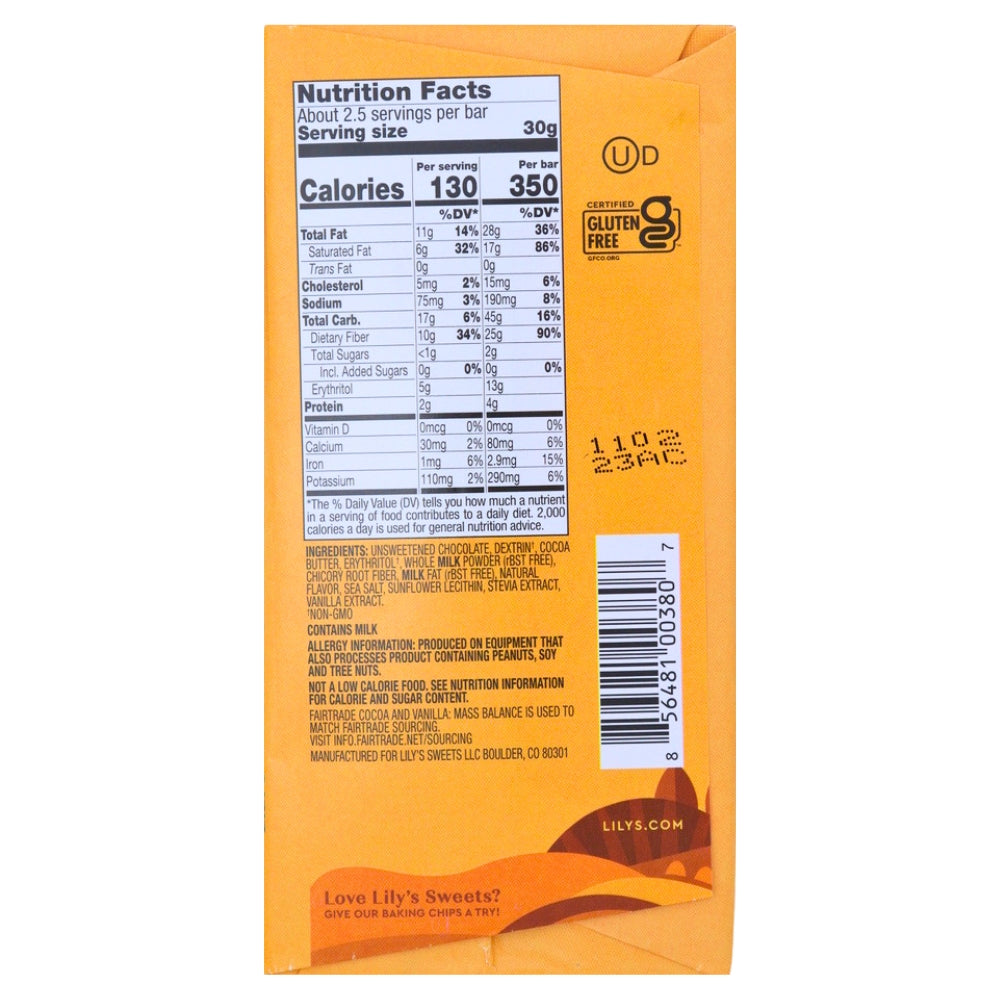 Nutrition Facts
About 2.5 servings per bar
Serving size 30g
Per serving Per bar
Calories 130 350
%DV* %DV*
Total Fat 11g 14% 28g 36%
Saturated Fat 6g 32% 17g 86%
Trans Fat 0g 0g
Cholesterol 5mg 2% 15mg 6%
Sodium 75mg 3% 190mg 8%
Total Carb. 17g 6% 45g 16%
Dietary Fiber 10g 34% 25g 90%
Total Sugars <1g 2g
Incl. Added Sugars 0g 0% 0g 0%
Erythritol 5g 13g
Protein 2g 4g
Vitamin D 0mcg 0% 0mcg 0%
Calcium 30mg 2% 80mg 6%
Iron 1mg 6% 2.9mg 15%
Potassium 110mg 2% 290mg 6%
*The % Daily Value (DV) tells you how much a nutrient
in a serving of food contributes to a daily diet. 2,000
calories a day is used for general nutrition advice.
INGREDIENTS: UNSWEETENED CHOCOLATE, DEXTRIN†, COCOA
BUTTER, ERYTHRITOL†, WHOLE MILK POWDER (rBST FREE),
CHICORY ROOT FIBER, MILK FAT (rBST FREE), NATURAL
FLAVOR, SEA SALT, SUNFLOWER LECITHIN, STEVIA EXTRACT,
VANILLA EXTRACT.
†NON-GMO
CONTAINS MILK
ALLERGY INFORMATION: PRODUCED ON EQUIPMENT THAT
ALSO PROCESSES PRODUCT CONTAINING PEANUTS, SOY
AND TREE NUTS.
NOT A LOW CALORIE FOOD. SEE NUTRITION INFORMATION
FOR CALORIE AND SUGAR CONTENT.
FAIRTRADE COCOA AND VANILLA: MASS BALANCE IS USED TO
MATCH FAIRTRADE SOURCING.
VISIT INFO.FAIRTRADE.NET/SOURCING
MANUFACTURED FOR LILY'S SWEETS LLC BOULDER, CO 80301
U D
CERTIFIED
GLUTEN
FREE
GFCO.ORG
1102
23AC
8 56481 00380 7
LILYS.COM
Love Lily's Sweets?
GIVE OUR BAKING CHIPS A TRY!